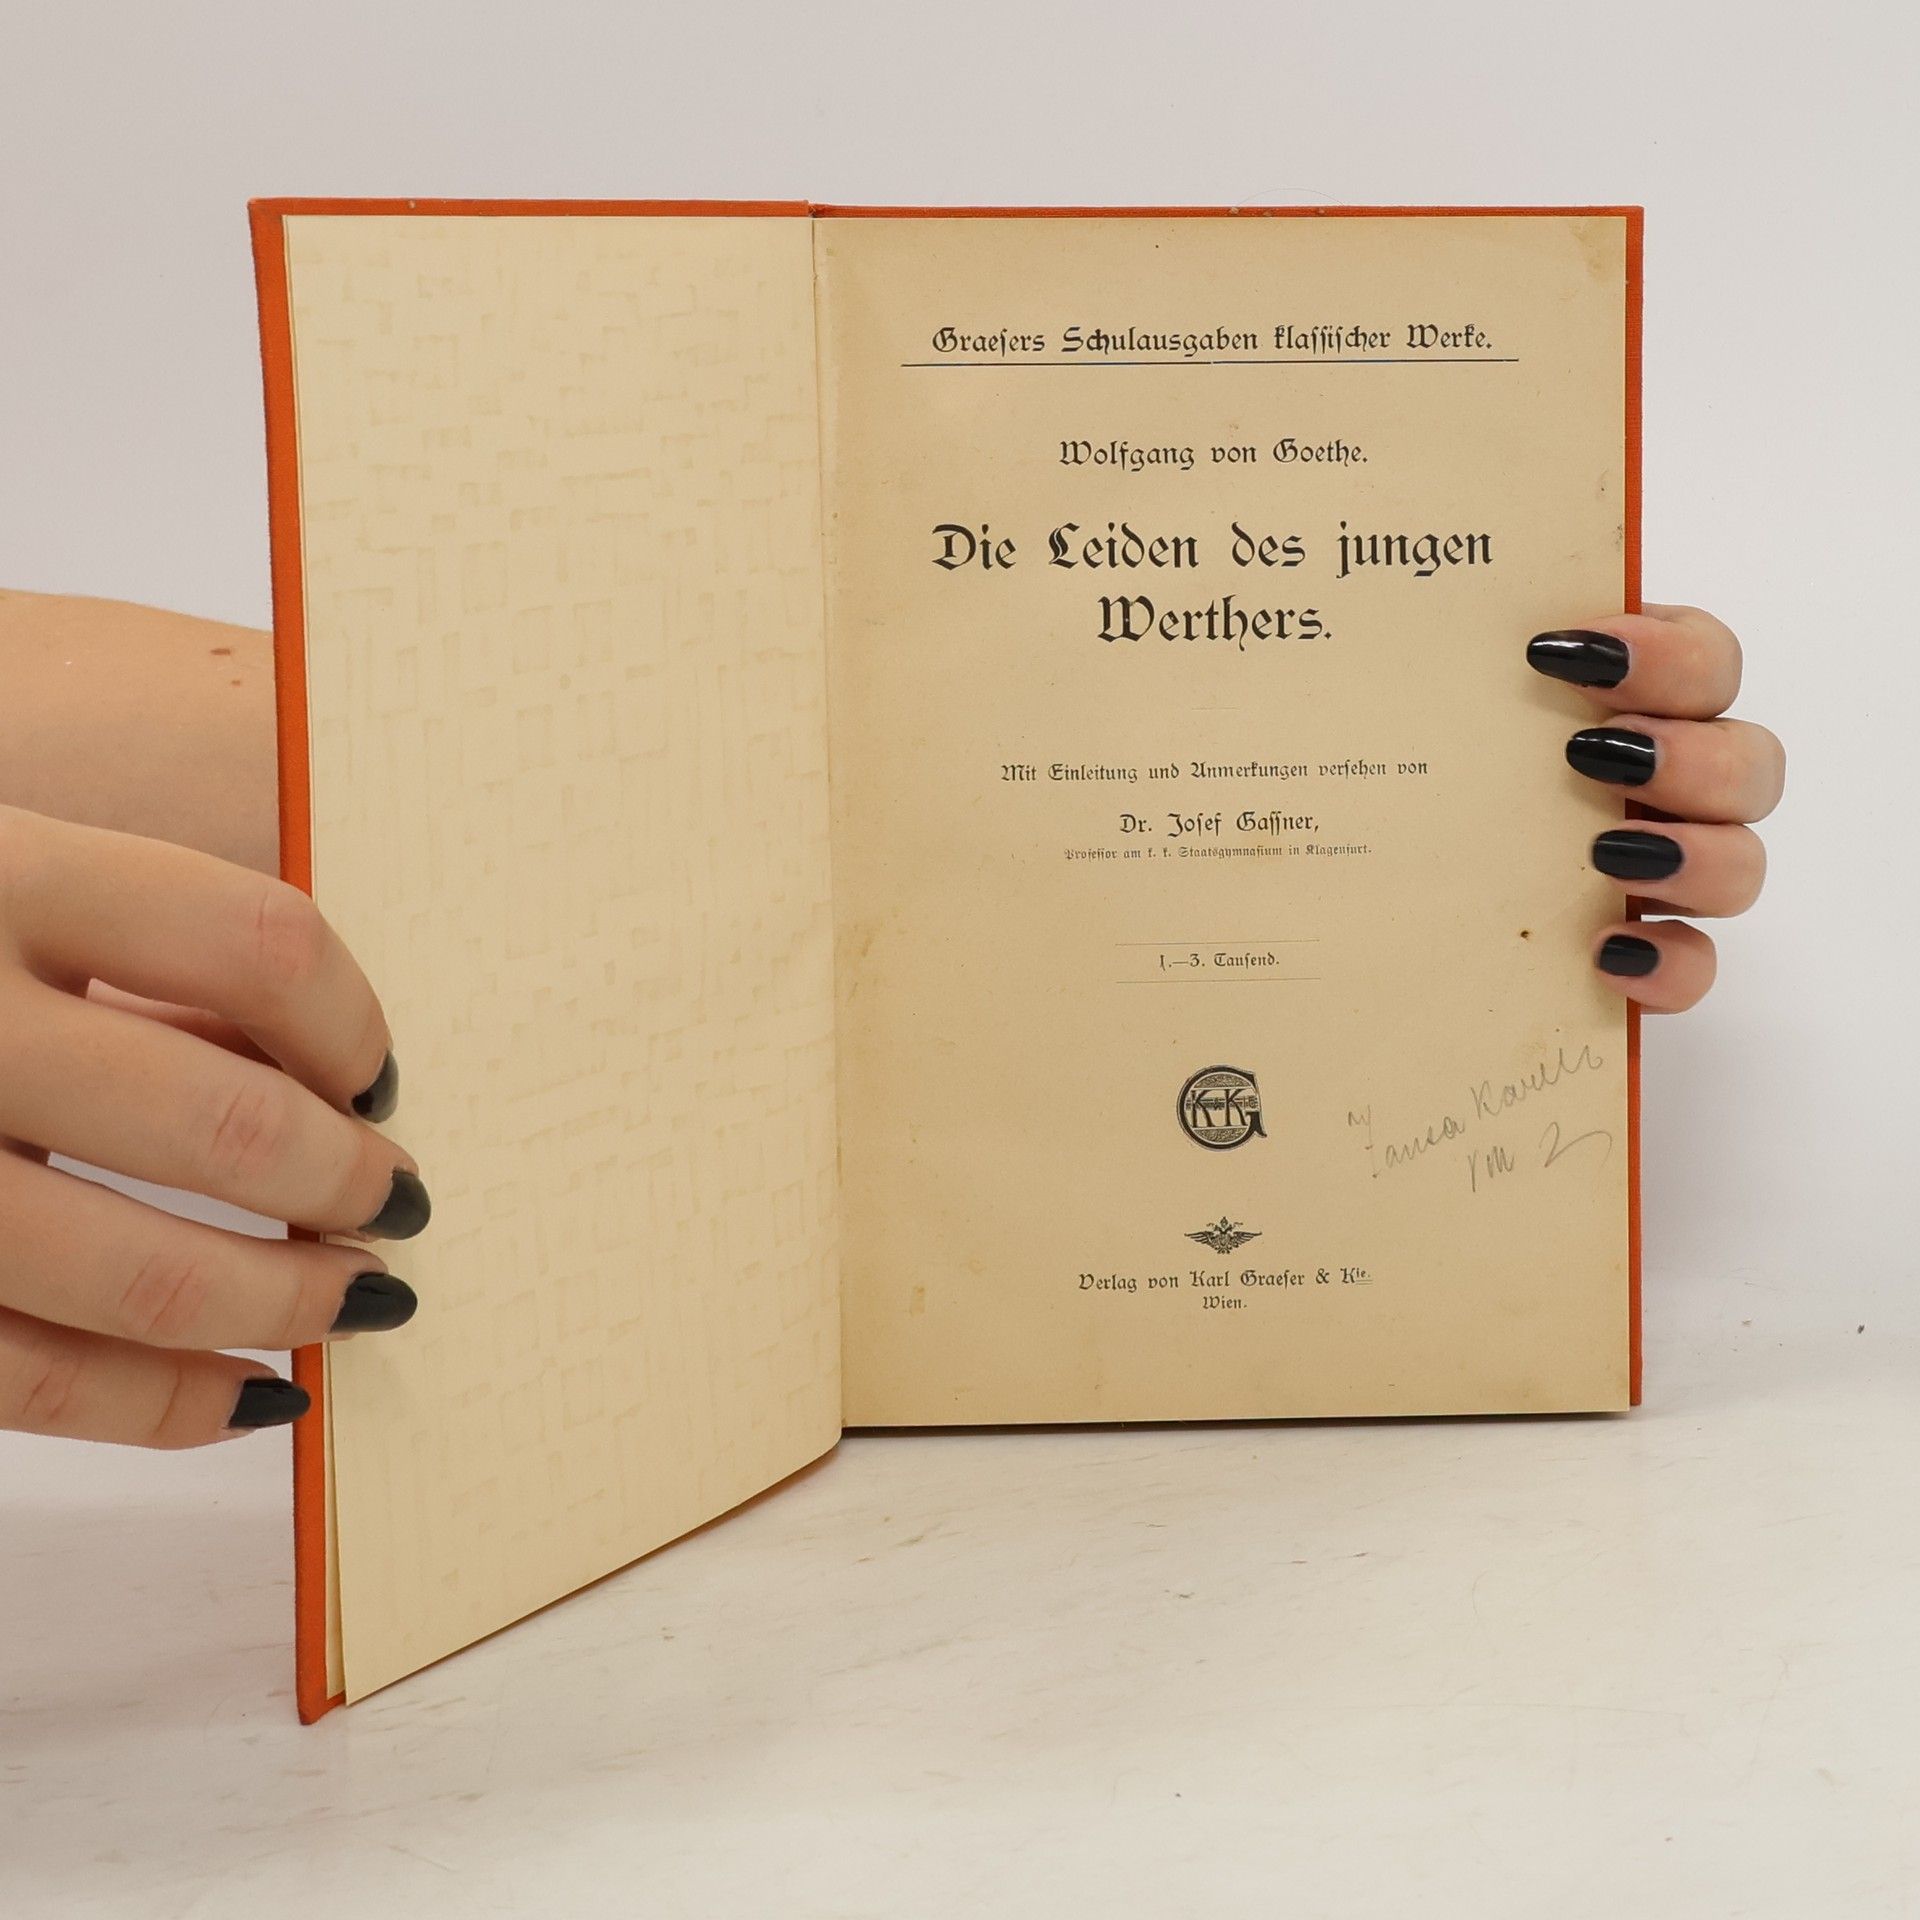 Graeſers Schulausgaben klaſſiſcher Werke.
Wolfgang von Goethe.
Die Leiden des jungen
Werthers.
Mit Einleitung und Anmerkungen verſehen von
Dr. Joſef Gaſſner,
Profeſſor am k. k. Staatsgymnaſium in Klagenfurt.
1.—3. Tauſend.
G K & K
Verlag von Karl Graeſer & Kie.
Wien.